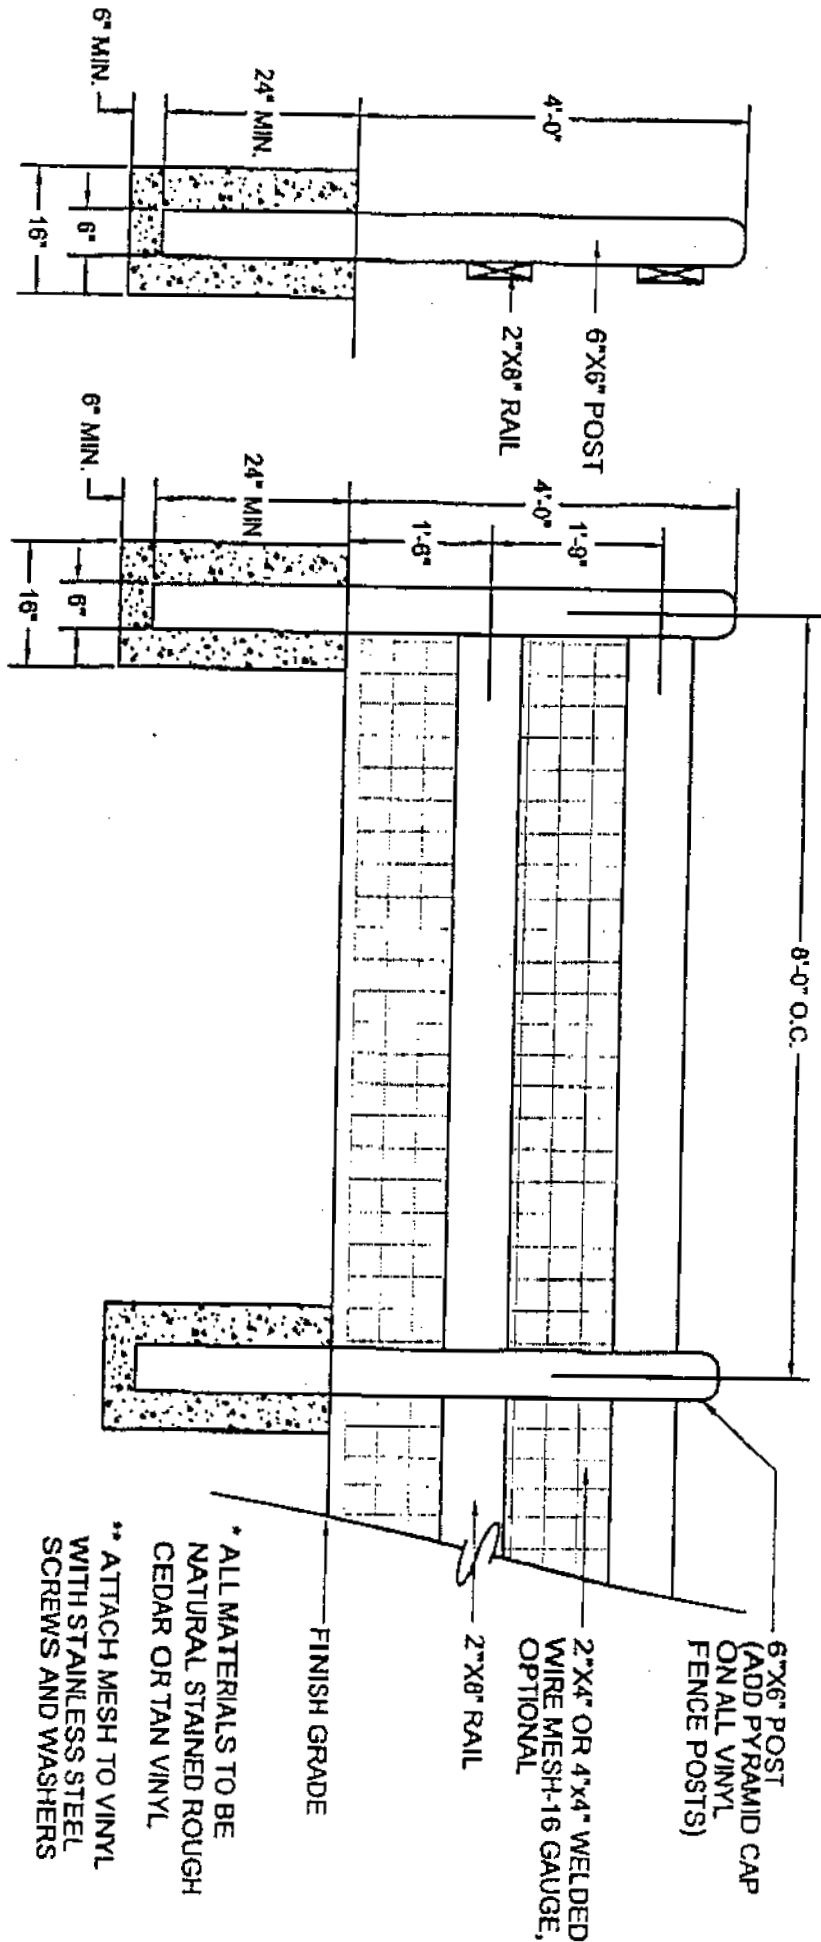 4'-0"
24" MIN.
6" MIN.
6"
16"
6"X6" POST
2"X8" RAIL
8'-0" O.C.
4'-0"
1'-9"
1'-6"
24" MIN
6" MIN.
6"
16"
6"X6" POST
(ADD PYRAMID CAP
ON ALL VINYL
FENCE POSTS)
2"X4" OR 4"x4" WELDED
WIRE MESH-16 GAUGE,
OPTIONAL
2"X8" RAIL
FINISH GRADE
* ALL MATERIALS TO BE
NATURAL STAINED ROUGH
CEDAR OR TAN VINYL
** ATTACH MESH TO VINYL
WITH STAINLESS STEEL
SCREWS AND WASHERS